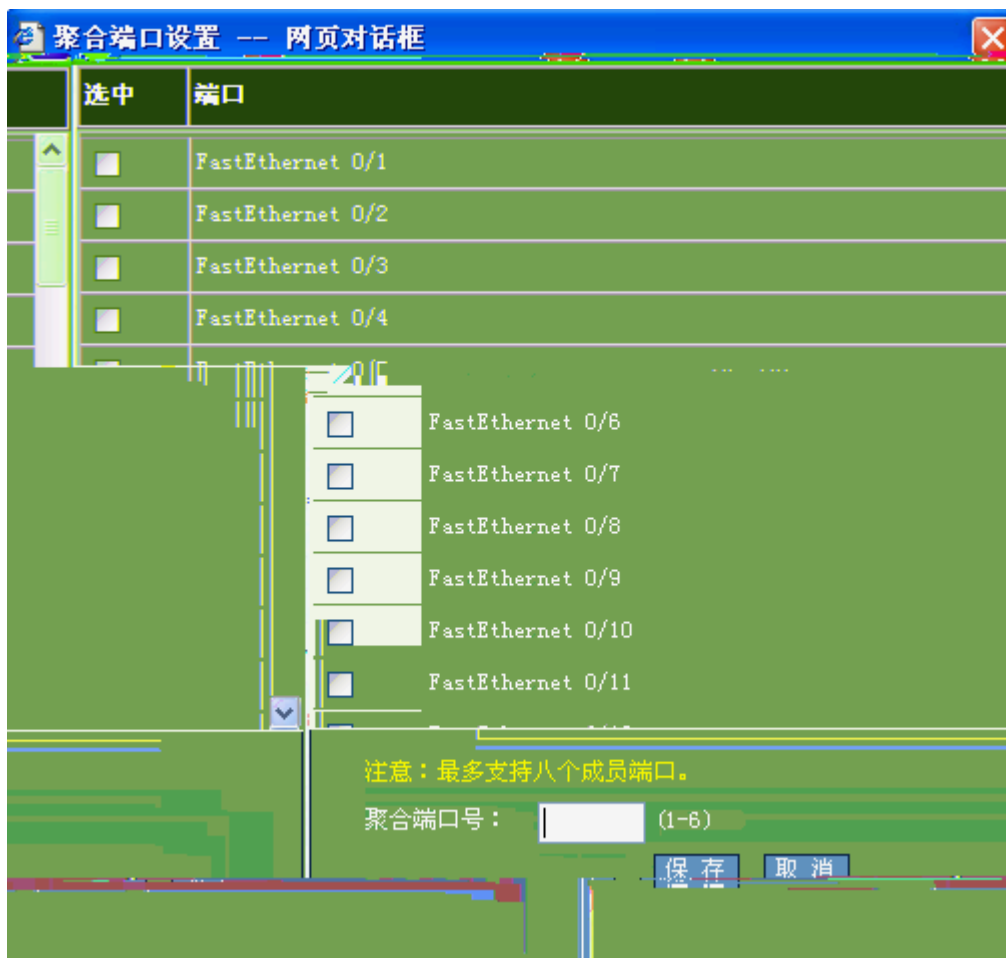 聚合端口设置 -- 网页对话框
选中 端口
FastEthernet 0/1
FastEthernet 0/2
FastEthernet 0/3
FastEthernet 0/4
FastEthernet 0/6
FastEthernet 0/7
FastEthernet 0/8
FastEthernet 0/9
FastEthernet 0/10
FastEthernet 0/11
注意：最多支持八个成员端口。
聚合端口号： (1-6)
保存 取消